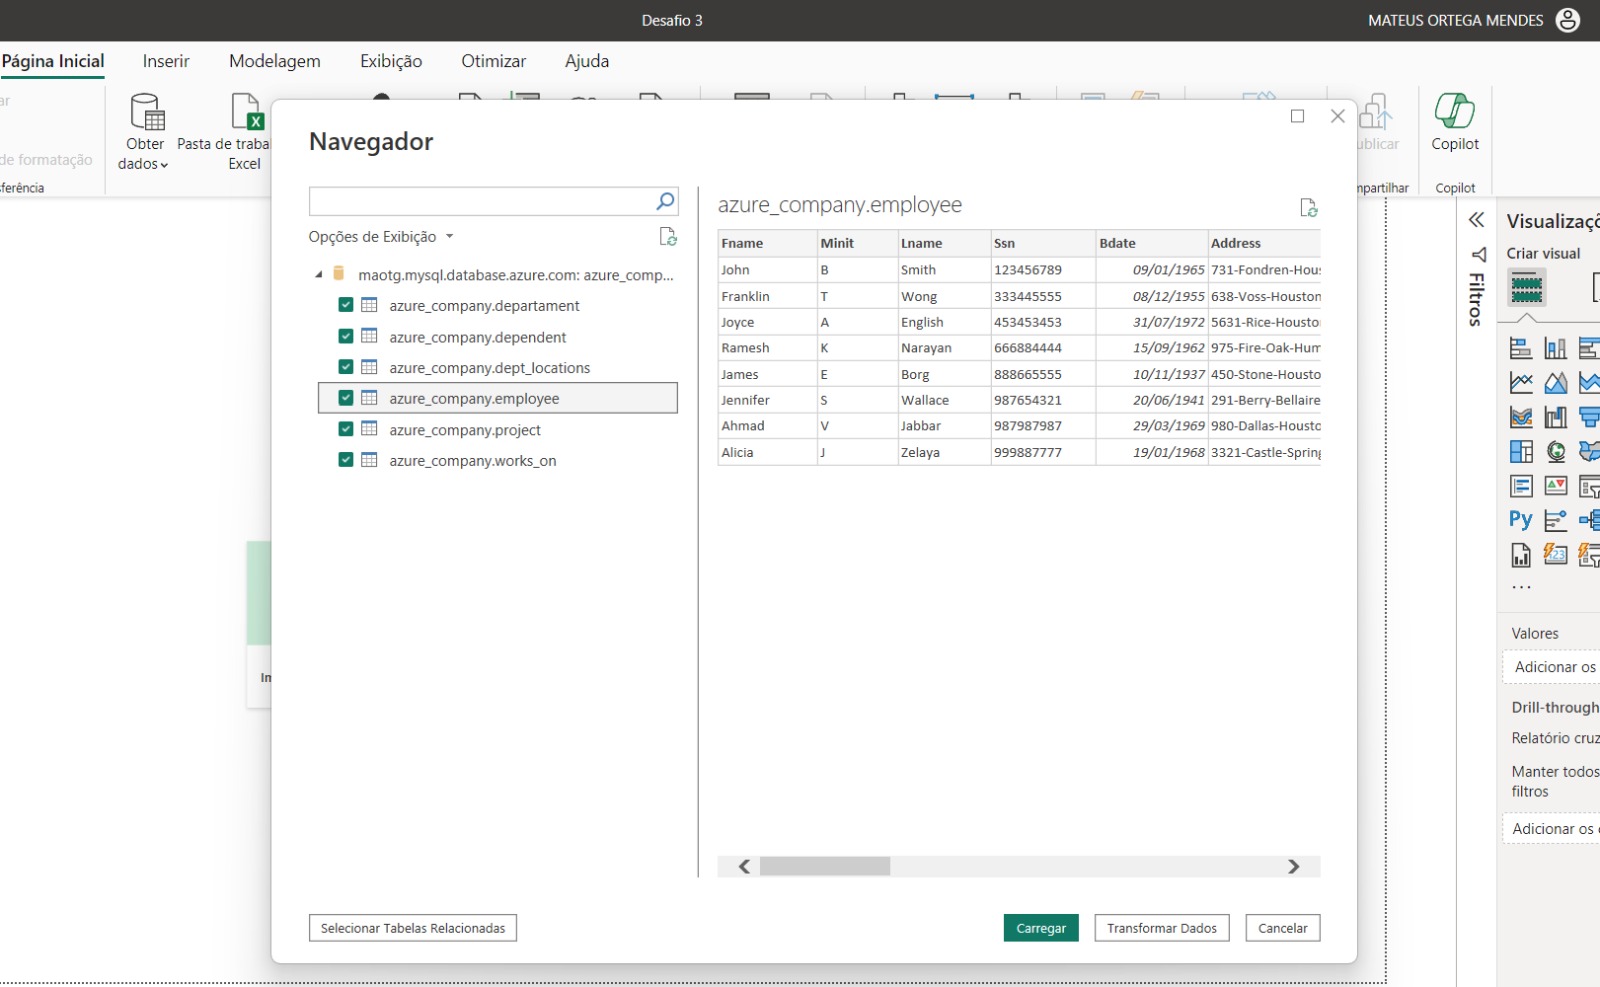 Desafio 3
MATEUS ORTEGA MENDES
Página Inicial
Inserir
Modelagem
Exibição
Otimizar
Ajuda
ar
de formatação
sferência
Obter
dados
Pasta de traba
Excel
ublicar
mpartilhar
Copilot
Copilot
Navegador
Opções de Exibição
maotg.mysql.database.azure.com: azure_comp...
azure_company.departament
azure_company.dependent
azure_company.dept_locations
azure_company.employee
azure_company.project
azure_company.works_on
azure_company.employee
Fname Minit Lname Ssn Bdate Address
John B Smith 123456789 09/01/1965 731-Fondren-Hous
Franklin T Wong 333445555 08/12/1955 638-Voss-Houston
Joyce A English 453453453 31/07/1972 5631-Rice-Housto
Ramesh K Narayan 666884444 15/09/1962 975-Fire-Oak-Hum
James E Borg 888665555 10/11/1937 450-Stone-Housto
Jennifer S Wallace 987654321 20/06/1941 291-Berry-Bellaire
Ahmad V Jabbar 987987987 29/03/1969 980-Dallas-Housto
Alicia J Zelaya 999887777 19/01/1968 3321-Castle-Spring
Selecionar Tabelas Relacionadas
Carregar
Transformar Dados
Cancelar
Im
Filtros
Visualizaçõ
Criar visual
Py
123
...
Valores
Adicionar os
Drill-through
Relatório cruz
Manter todos
filtros
Adicionar os c